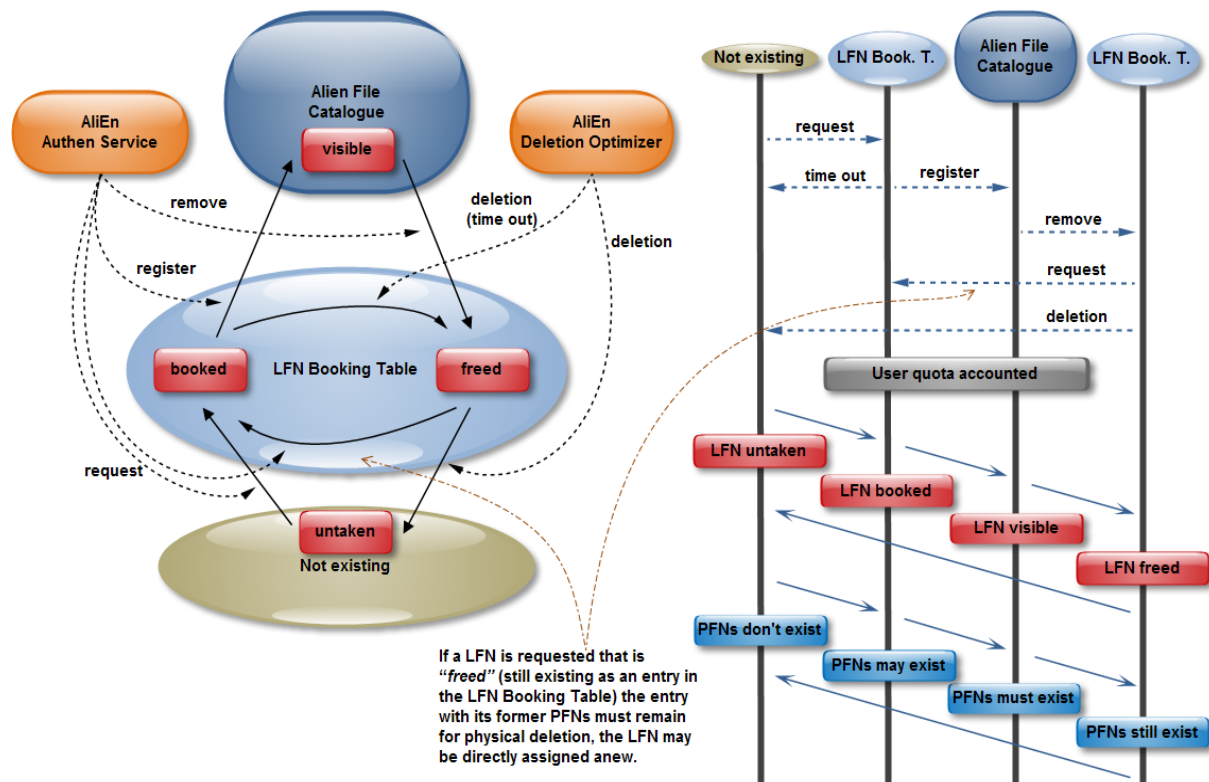 Alien File
Catalogue
visible
AliEn
Authen Service
AliEn
Deletion Optimizer
remove
deletion
(time out)
deletion
register
booked
LFN Booking Table
freed
request
untaken
Not existing
If a LFN is requested that is
“freed” (still existing as an entry in
the LFN Booking Table) the entry
with its former PFNs must remain
for physical deletion, the LFN may
be directly assigned anew.
Not existing
LFN Book. T.
Alien File
Catalogue
LFN Book. T.
request
time out
register
remove
request
deletion
User quota accounted
LFN untaken
LFN booked
LFN visible
LFN freed
PFNs don't exist
PFNs may exist
PFNs must exist
PFNs still exist